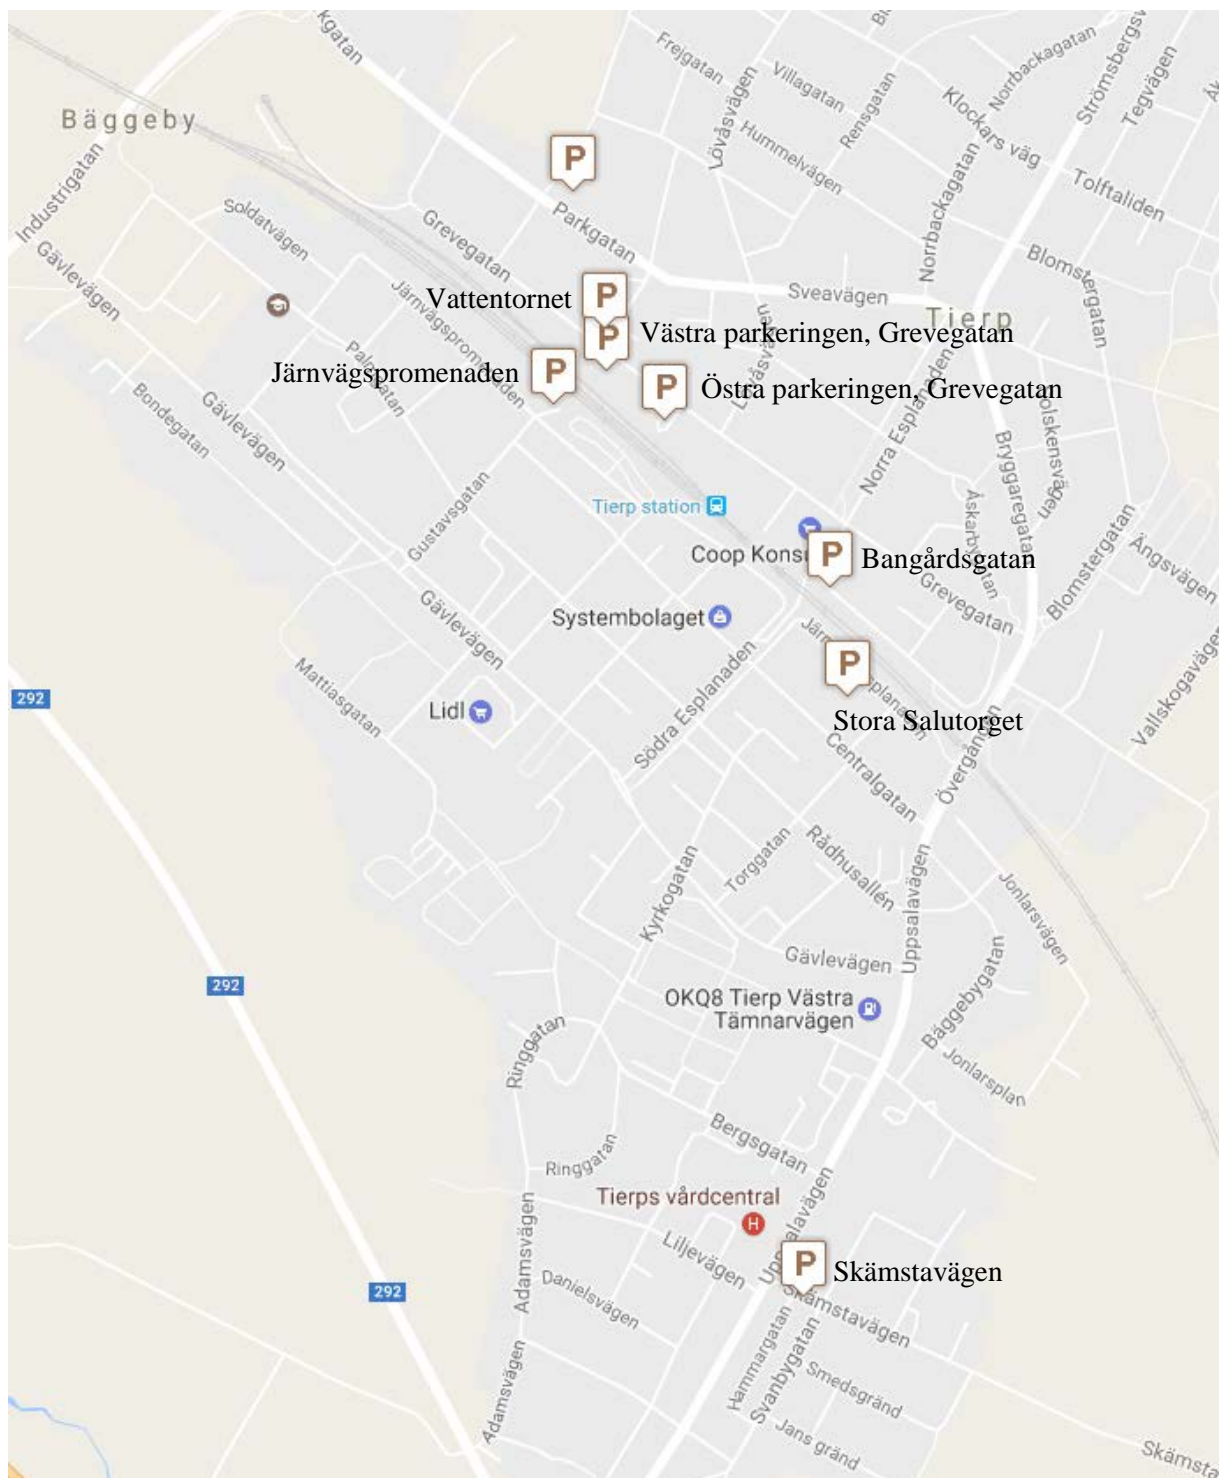 kgatan
Bäggeby
Industrigatan
Gävlevägen
Soldatvägen
Frejgatan
Villagatan
Lövåsvägen
Hummelvägen
Rensgatan
Klockars väg
Norrbackagatan
Strömsbergsv
Tegvägen
Tolftaliden
P
Parkgatan
Grevegatan
Norrbackagatan
Blomstergatan
Sveavägen
Tierp
Vattentornet
P
P
Västra parkeringen, Grevegatan
Järnvägspromenaden
Palmgatan
Järnvägspromenaden
P
P
Östra parkeringen, Grevegatan
Bondegatan
Gävlevägen
Norra Esplanaden
Bryggaregatan
Gustavsgatan
Tierp station
Blomstergatan
Ängsvägen
Coop Kons
P
Bangårdsgatan
Grevegatan
Systembolaget
Gävlevägen
P
Stora Salutorget
Mattiasgatan
292
Lidl
Södra Esplanaden
Vallskogavägen
Övergången
Centralgatan
Torggatan
Rådhusallén
Kyrkogatan
Uppsalavägen
Jonlarsvägen
Gävlevägen
292
OKQ8 Tierp Västra
Tämnarvägen
Bäggebygatan
Jonlarsplan
Ringgatan
Bergsgatan
Ringgatan
Tierps vårdcentral
H
Adamsvägen
Liljevägen
P
Skämstavägen
292
Danielsvägen
Skämstavägen
Hammargatan
Svanbygatan
Smedsgränd
Adamsvägen
Jans gränd
Skämsta